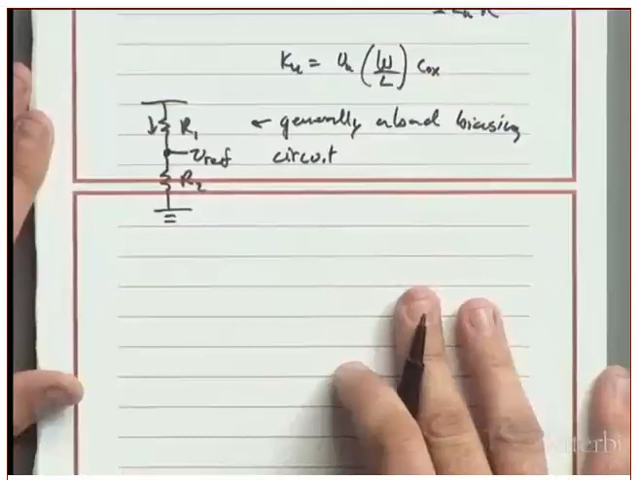 Kn = Un (W/L) Cox
R1 ← generally a bad biasing
Vref circuit
R2